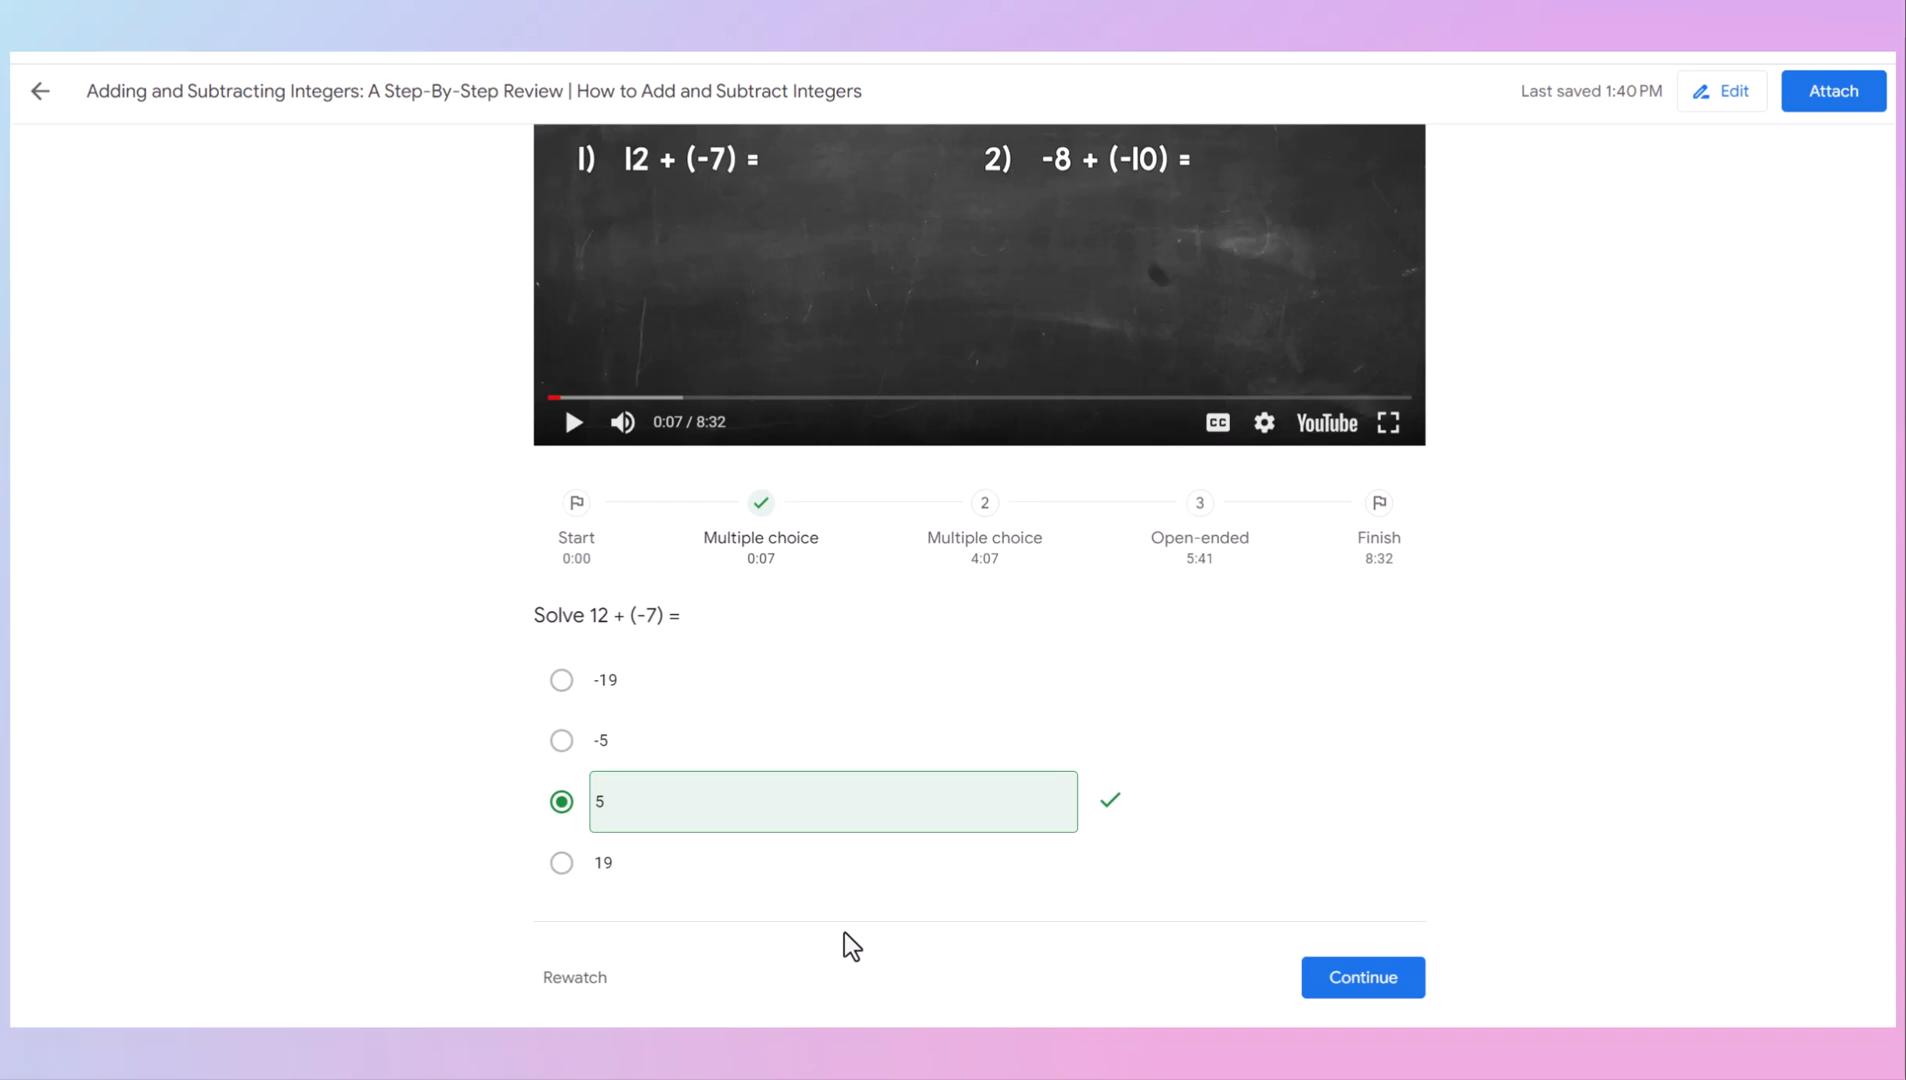 Adding and Subtracting Integers: A Step-By-Step Review | How to Add and Subtract Integers
Last saved 1:40 PM
Edit
Attach
1) 12 + (-7) =
2) -8 + (-10) =
0:07 / 8:32
CC
YouTube
2
3
Start
Multiple choice
Multiple choice
Open-ended
Finish
0:00
0:07
4:07
5:41
8:32
Solve 12 + (-7) =
-19
-5
5
19
Rewatch
Continue